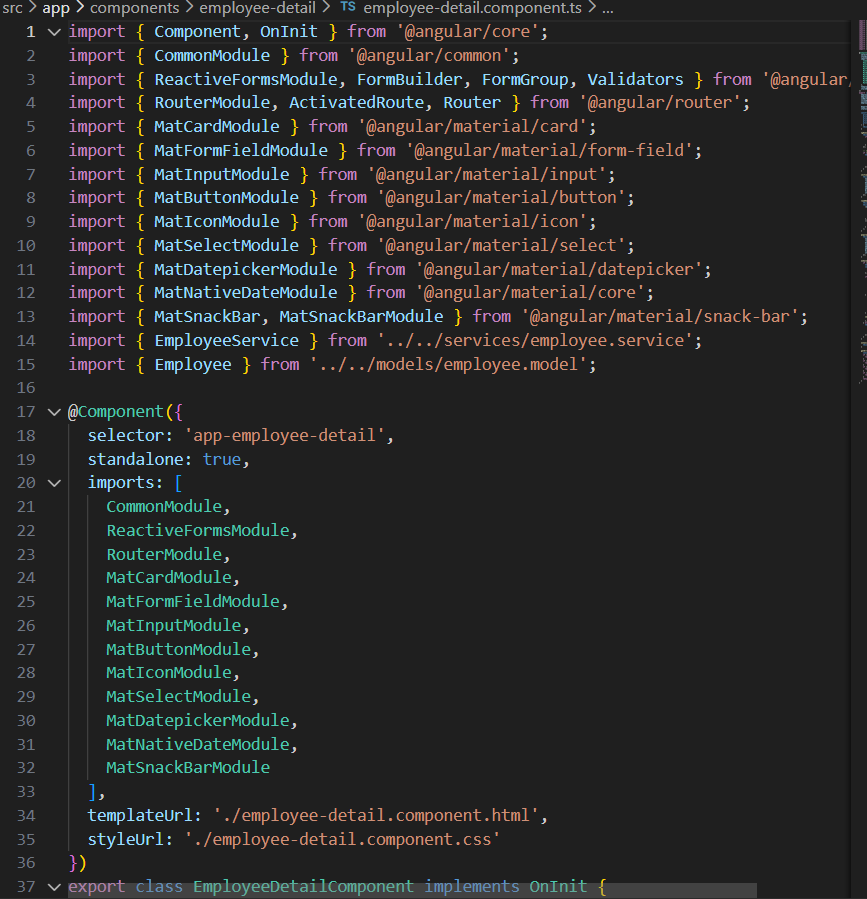 src > app > components > employee-detail > TS employee-detail.component.ts > ...
1 import { Component, OnInit } from '@angular/core';
2 import { CommonModule } from '@angular/common';
3 import { ReactiveFormsModule, FormBuilder, FormGroup, Validators } from '@angular/
4 import { RouterModule, ActivatedRoute, Router } from '@angular/router';
5 import { MatCardModule } from '@angular/material/card';
6 import { MatFormFieldModule } from '@angular/material/form-field';
7 import { MatInputModule } from '@angular/material/input';
8 import { MatButtonModule } from '@angular/material/button';
9 import { MatIconModule } from '@angular/material/icon';
10 import { MatSelectModule } from '@angular/material/select';
11 import { MatDatepickerModule } from '@angular/material/datepicker';
12 import { MatNativeDateModule } from '@angular/material/core';
13 import { MatSnackBar, MatSnackBarModule } from '@angular/material/snack-bar';
14 import { EmployeeService } from '../../services/employee.service';
15 import { Employee } from '../../models/employee.model';
16
17 @Component({
18   selector: 'app-employee-detail',
19   standalone: true,
20   imports: [
21     CommonModule,
22     ReactiveFormsModule,
23     RouterModule,
24     MatCardModule,
25     MatFormFieldModule,
26     MatInputModule,
27     MatButtonModule,
28     MatIconModule,
29     MatSelectModule,
30     MatDatepickerModule,
31     MatNativeDateModule,
32     MatSnackBarModule
33   ],
34   templateUrl: './employee-detail.component.html',
35   styleUrl: './employee-detail.component.css'
36 })
37 export class EmployeeDetailComponent implements OnInit {